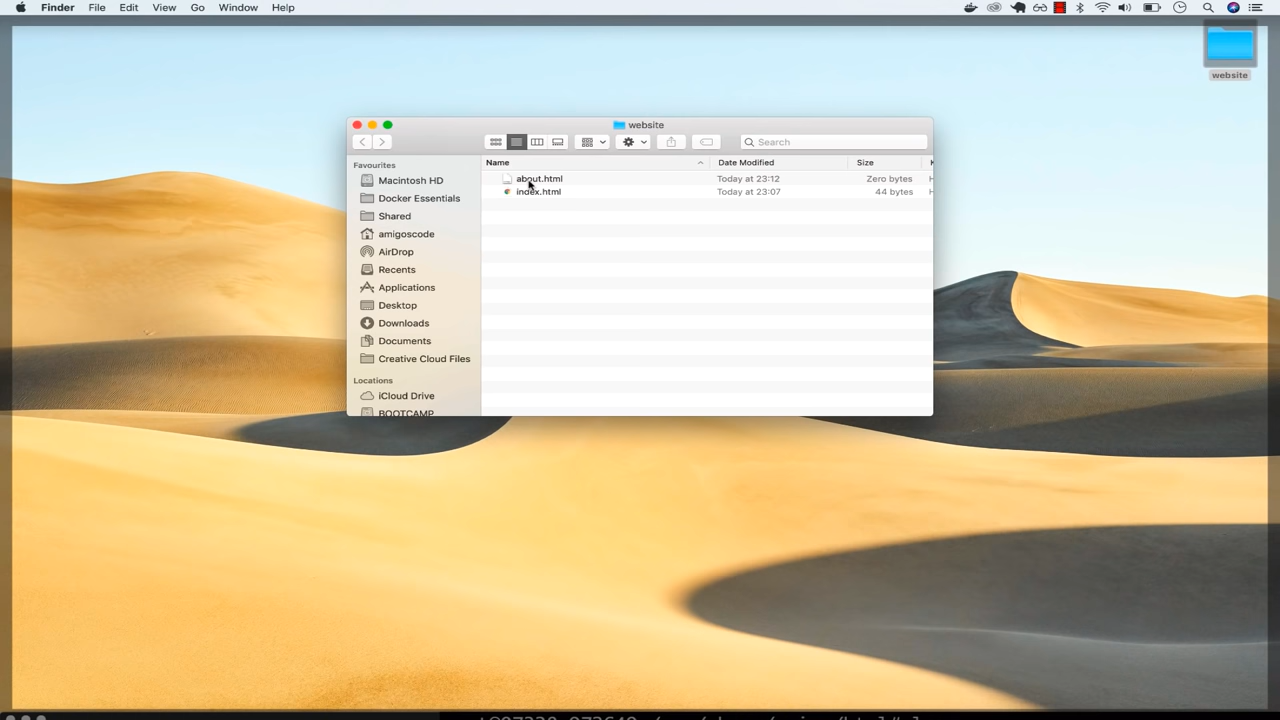 Finder File Edit View Go Window Help
website
website
Search
Favourites
Macintosh HD
Docker Essentials
Shared
amigoscode
AirDrop
Recents
Applications
Desktop
Downloads
Documents
Creative Cloud Files
Locations
iCloud Drive
BOOTCAMP
Name Date Modified Size
about.html Today at 23:12 Zero bytes
index.html Today at 23:07 44 bytes